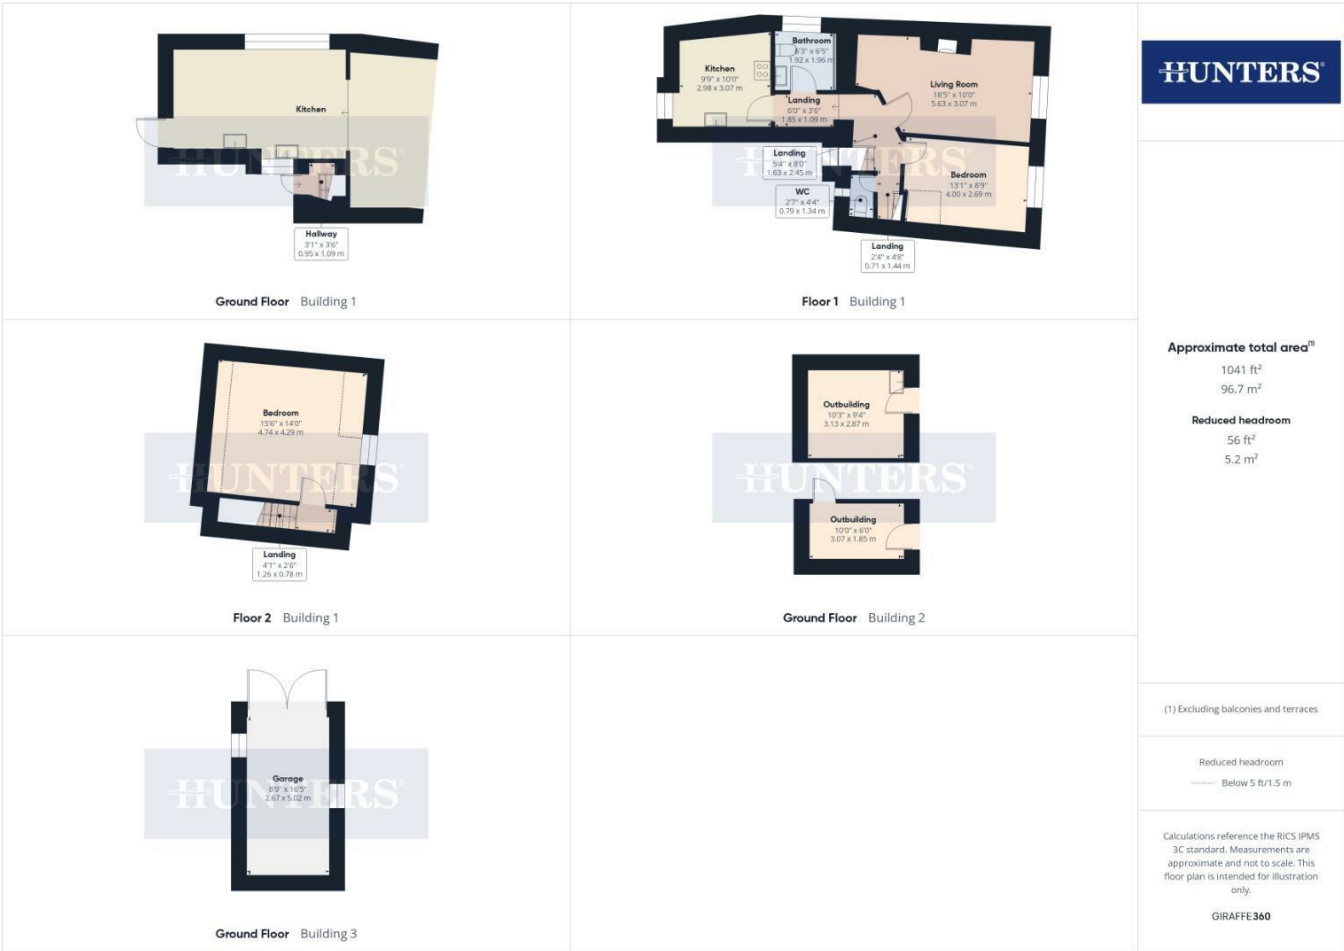 Kitchen
Hallway
3'1" x 3'6"
0.95 x 1.09 m
HUNTERS
Ground Floor Building 1
Kitchen
9'9" x 10'0"
2.98 x 3.07 m
Bathroom
6'3" x 6'5"
1.92 x 1.96 m
Landing
6'0" x 3'6"
1.85 x 1.09 m
Living Room
18'5" x 10'0"
5.63 x 3.07 m
Landing
5'4" x 8'0"
1.63 x 2.45 m
WC
2'7" x 4'4"
0.79 x 1.34 m
Bedroom
13'1" x 8'9"
4.00 x 2.69 m
Landing
2'4" x 4'8"
0.71 x 1.44 m
HUNTERS
Floor 1 Building 1
Bedroom
15'6" x 14'0"
4.74 x 4.29 m
Landing
4'1" x 2'6"
1.26 x 0.78 m
HUNTERS
Floor 2 Building 1
Outbuilding
10'3" x 9'4"
3.13 x 2.87 m
HUNTERS
Outbuilding
10'0" x 6'0"
3.07 x 1.85 m
Ground Floor Building 2
Garage
8'9" x 16'5"
2.67 x 5.02 m
HUNTERS
Ground Floor Building 3
HUNTERS®
Approximate total area(1)
1041 ft²
96.7 m²
Reduced headroom
56 ft²
5.2 m²
(1) Excluding balconies and terraces
Reduced headroom
Below 5 ft/1.5 m
Calculations reference the RICS IPMS
3C standard. Measurements are
approximate and not to scale. This
floor plan is intended for illustration
only.
GIRAFFE360